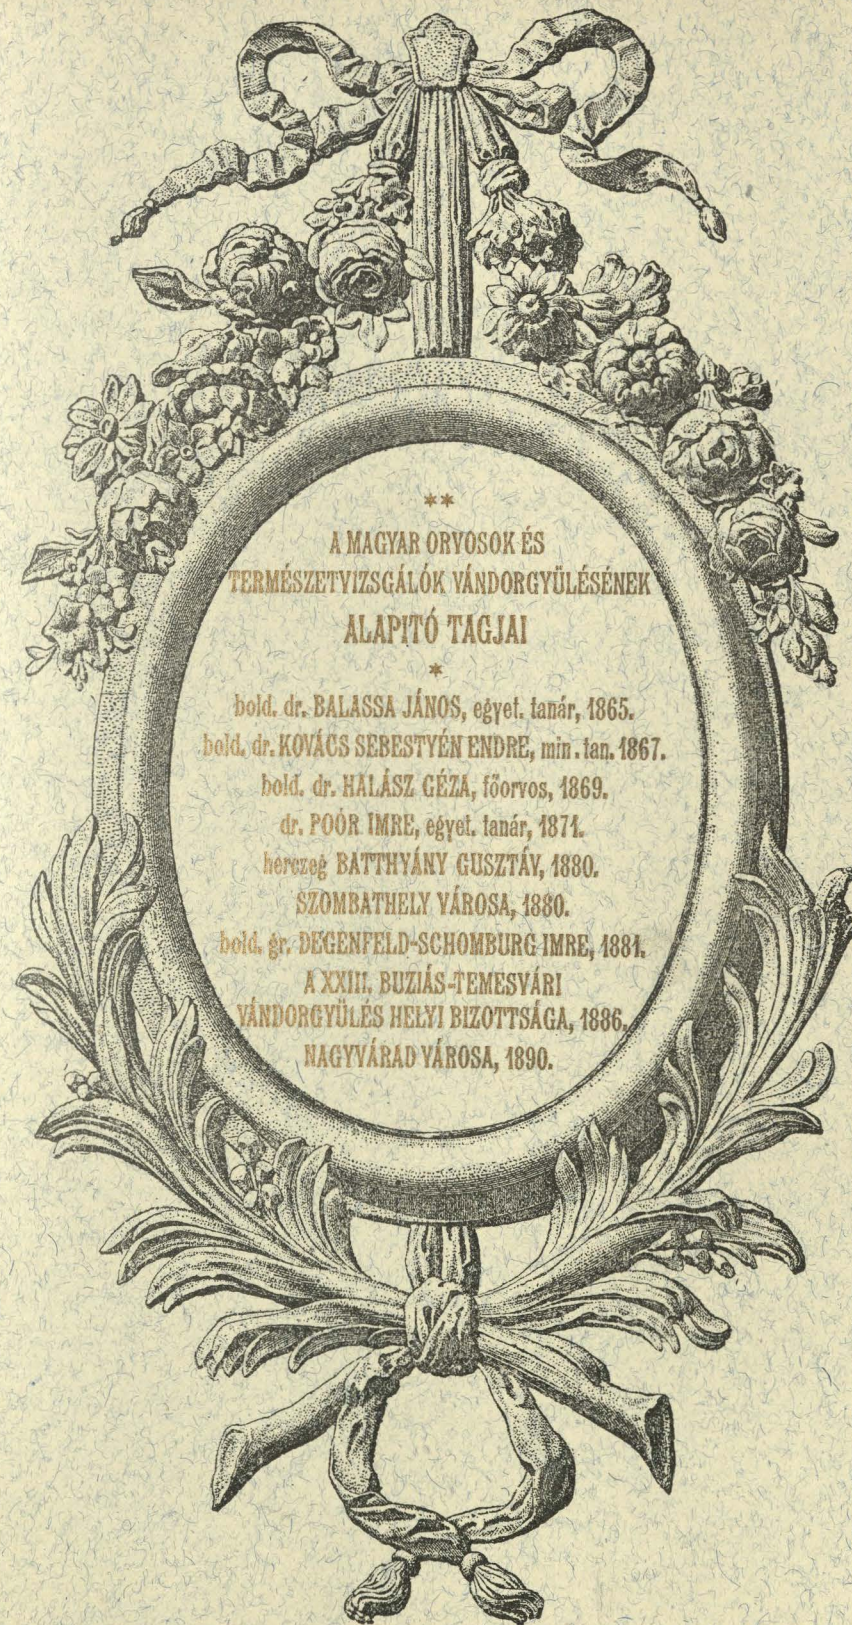 **
A MAGYAR ORVOSOK ÉS
TERMÉSZETVIZSGÁLÓK VÁNDORGYÜLÉSÉNEK
ALAPITÓ TAGJAI
*
bold. dr. BALASSA JÁNOS, egyet. tanár, 1865.
bold. dr. KOVÁCS SEBESTYÉN ENDRE, min. tan. 1867.
bold. dr. HALÁSZ GÉZA, főorvos, 1869.
dr. POÓR IMRE, egyet. tanár, 1871.
herczeg BATTHYÁNY GUSZTÁV, 1880.
SZOMBATHELY VÁROSA, 1880.
bold. gr. DEGENFELD-SCHOMBURG IMRE, 1881.
A XXIII. BUZIÁS-TEMESVÁRI
VÁNDORGYÜLÉS HELYI BIZOTTSÁGA, 1886.
NAGYVÁRAD VÁROSA, 1890.